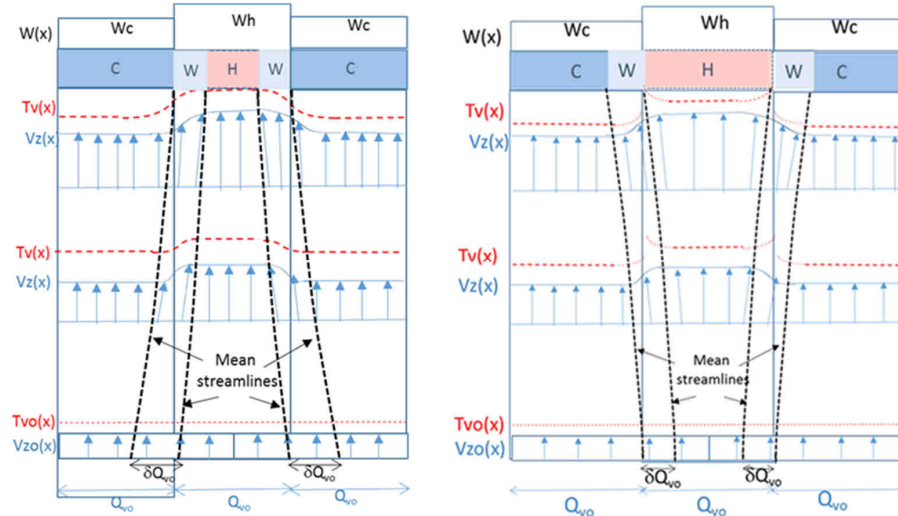 Wc Wh Wc
W(x)
C W H W C
Tv(x)
Vz(x)
Tv(x)
Vz(x)
Mean
streamlines
Tvo(x)
Vzo(x)
δQvo δQvo
Qvo Qvo Qvo
Wc Wh Wc
W(x)
C W H W C
Tv(x)
Vz(x)
Tv(x)
Vz(x)
Mean
streamlines
Tvo(x)
Vzo(x)
δQvo δQvo
Qvo Qvo Qvo